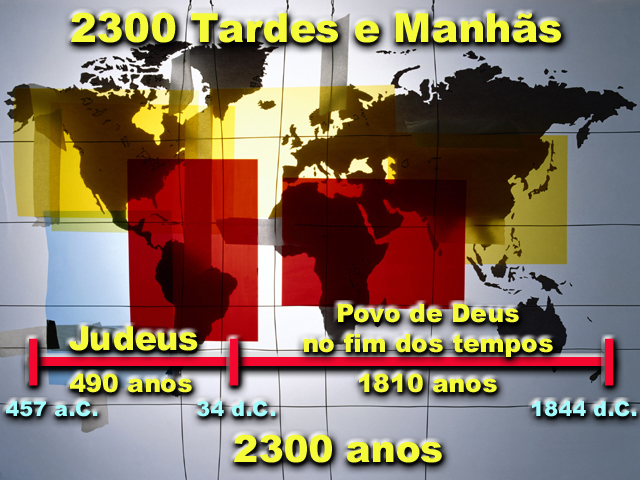 2300 Tardes e Manhãs
Povo de Deus
Judeus
no fim dos tempos
490 anos
1810 anos
457 a.C.
34 d.C.
1844 d.C.
2300 anos